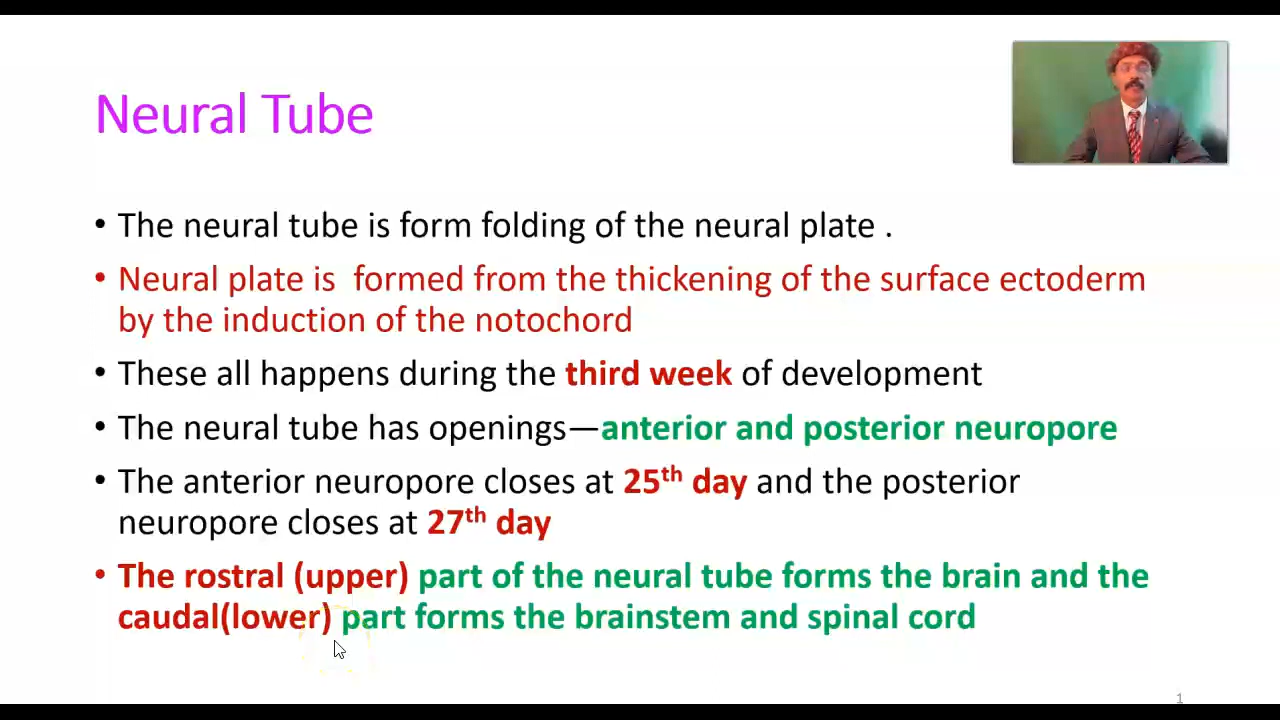 Neural Tube
• The neural tube is form folding of the neural plate .
• Neural plate is  formed from the thickening of the surface ectoderm
by the induction of the notochord
• These all happens during the third week of development
• The neural tube has openings—anterior and posterior neuropore
• The anterior neuropore closes at 25th day and the posterior
neuropore closes at 27th day
• The rostral (upper) part of the neural tube forms the brain and the
caudal(lower) part forms the brainstem and spinal cord
1